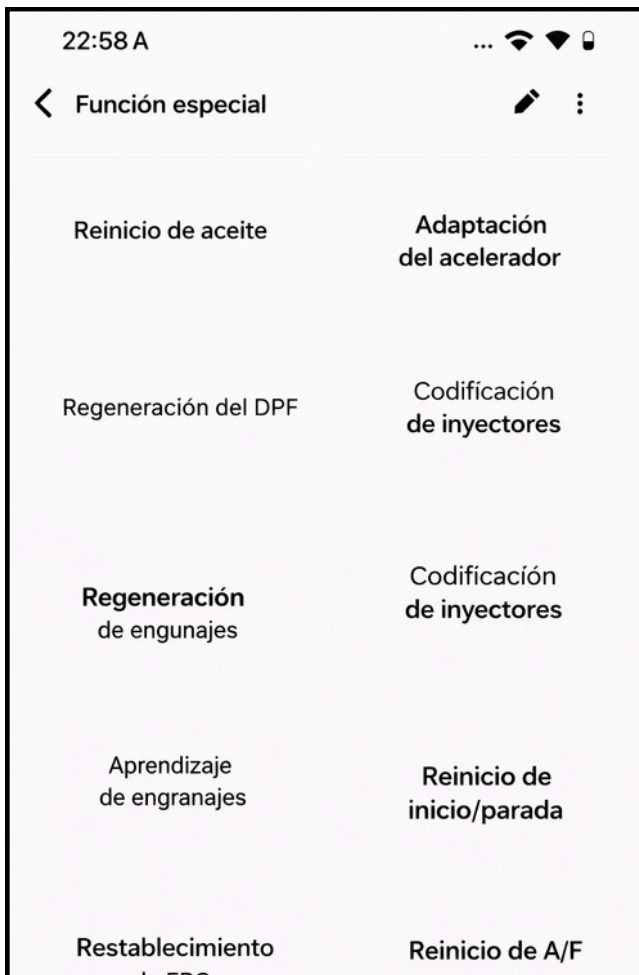 22:58 A
...
Función especial
Reinicio de aceite
Adaptación
del acelerador
Regeneración del DPF
Codifícación
de inyectores
Regeneración
de engunajes
Codifícacíón
de inyectores
Aprendizaje
de engranajes
Reinicio de
inicio/parada
Restablecimiento
Reinicio de A/F